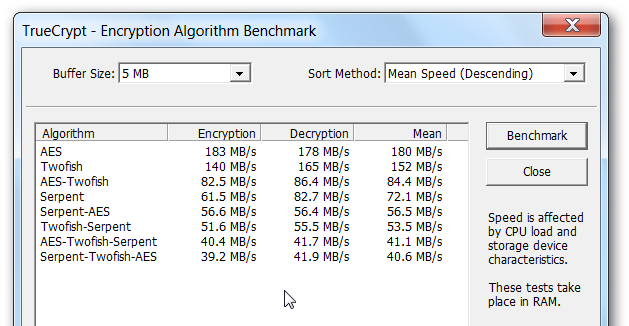 TrueCrypt - Encryption Algorithm Benchmark
Buffer Size: 5 MB Sort Method: Mean Speed (Descending)
Algorithm Encryption Decryption Mean
AES 183 MB/s 178 MB/s 180 MB/s
Twofish 140 MB/s 165 MB/s 152 MB/s
AES-Twofish 82.5 MB/s 86.4 MB/s 84.4 MB/s
Serpent 61.5 MB/s 82.7 MB/s 72.1 MB/s
Serpent-AES 56.6 MB/s 56.4 MB/s 56.5 MB/s
Twofish-Serpent 51.6 MB/s 55.5 MB/s 53.5 MB/s
AES-Twofish-Serpent 40.4 MB/s 41.7 MB/s 41.1 MB/s
Serpent-Twofish-AES 39.2 MB/s 41.9 MB/s 40.6 MB/s
Benchmark
Close
Speed is affected
by CPU load and
storage device
characteristics.
These tests take
place in RAM.